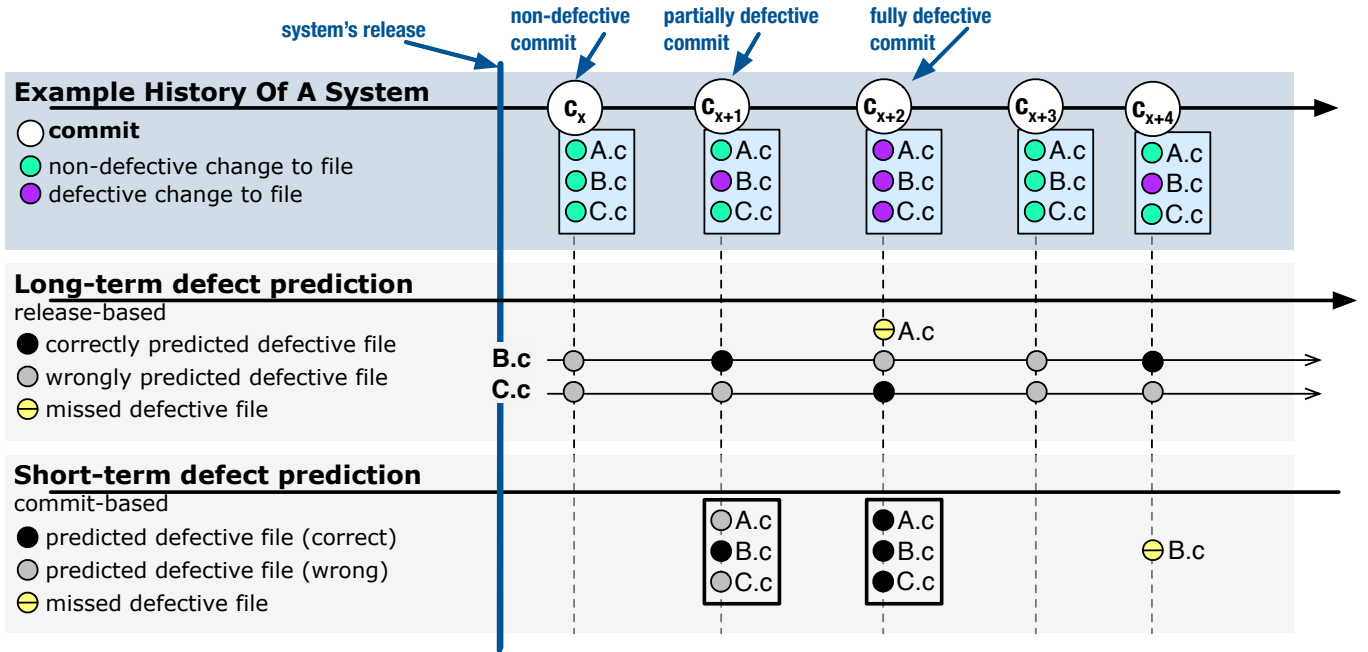 system's release
non-defective
commit
partially defective
commit
fully defective
commit
Example History Of A System
commit
non-defective change to file
defective change to file
Cx
Cx+1
Cx+2
Cx+3
Cx+4
A.c
B.c
C.c
A.c
B.c
C.c
A.c
B.c
C.c
A.c
B.c
C.c
A.c
B.c
C.c
Long-term defect prediction
release-based
correctly predicted defective file
wrongly predicted defective file
missed defective file
A.c
B.c
C.c
Short-term defect prediction
commit-based
predicted defective file (correct)
predicted defective file (wrong)
missed defective file
A.c
B.c
C.c
A.c
B.c
C.c
B.c